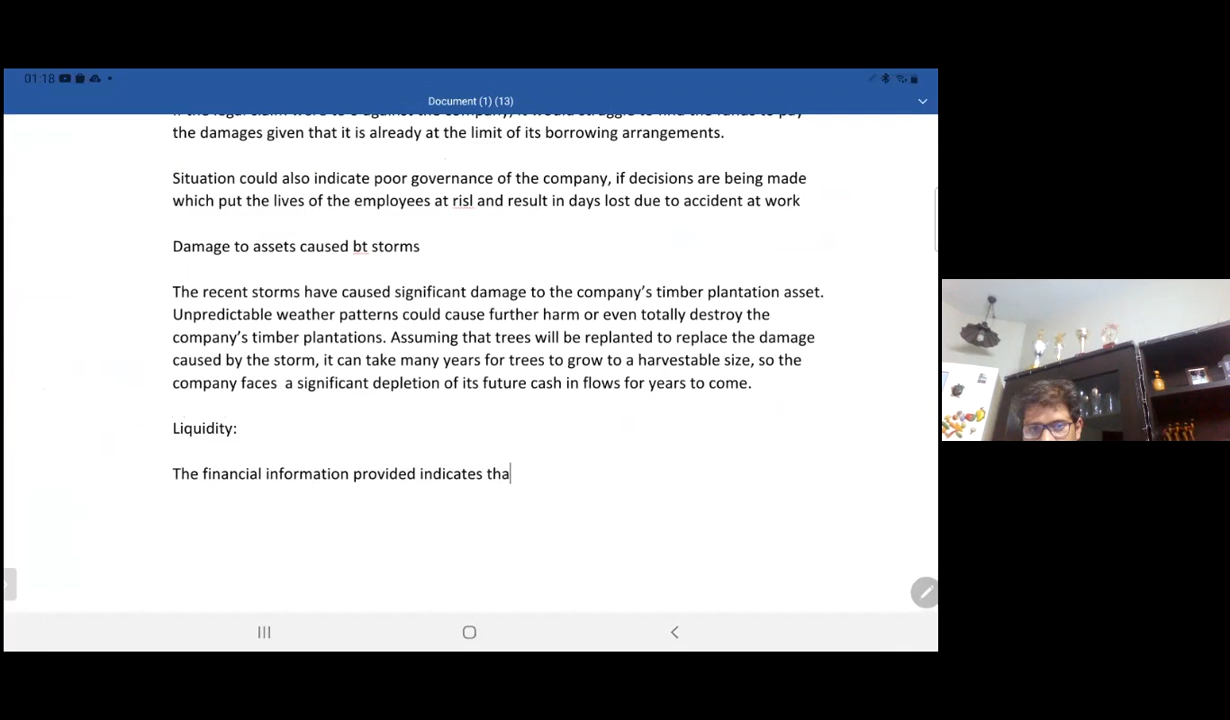 01:18
Document (1) (13)
the damages given that it is already at the limit of its borrowing arrangements.
Situation could also indicate poor governance of the company, if decisions are being made
which put the lives of the employees at risl and result in days lost due to accident at work
Damage to assets caused bt storms
The recent storms have caused significant damage to the company's timber plantation asset.
Unpredictable weather patterns could cause further harm or even totally destroy the
company's timber plantations. Assuming that trees will be replanted to replace the damage
caused by the storm, it can take many years for trees to grow to a harvestable size, so the
company faces a significant depletion of its future cash in flows for years to come.
Liquidity:
The financial information provided indicates tha